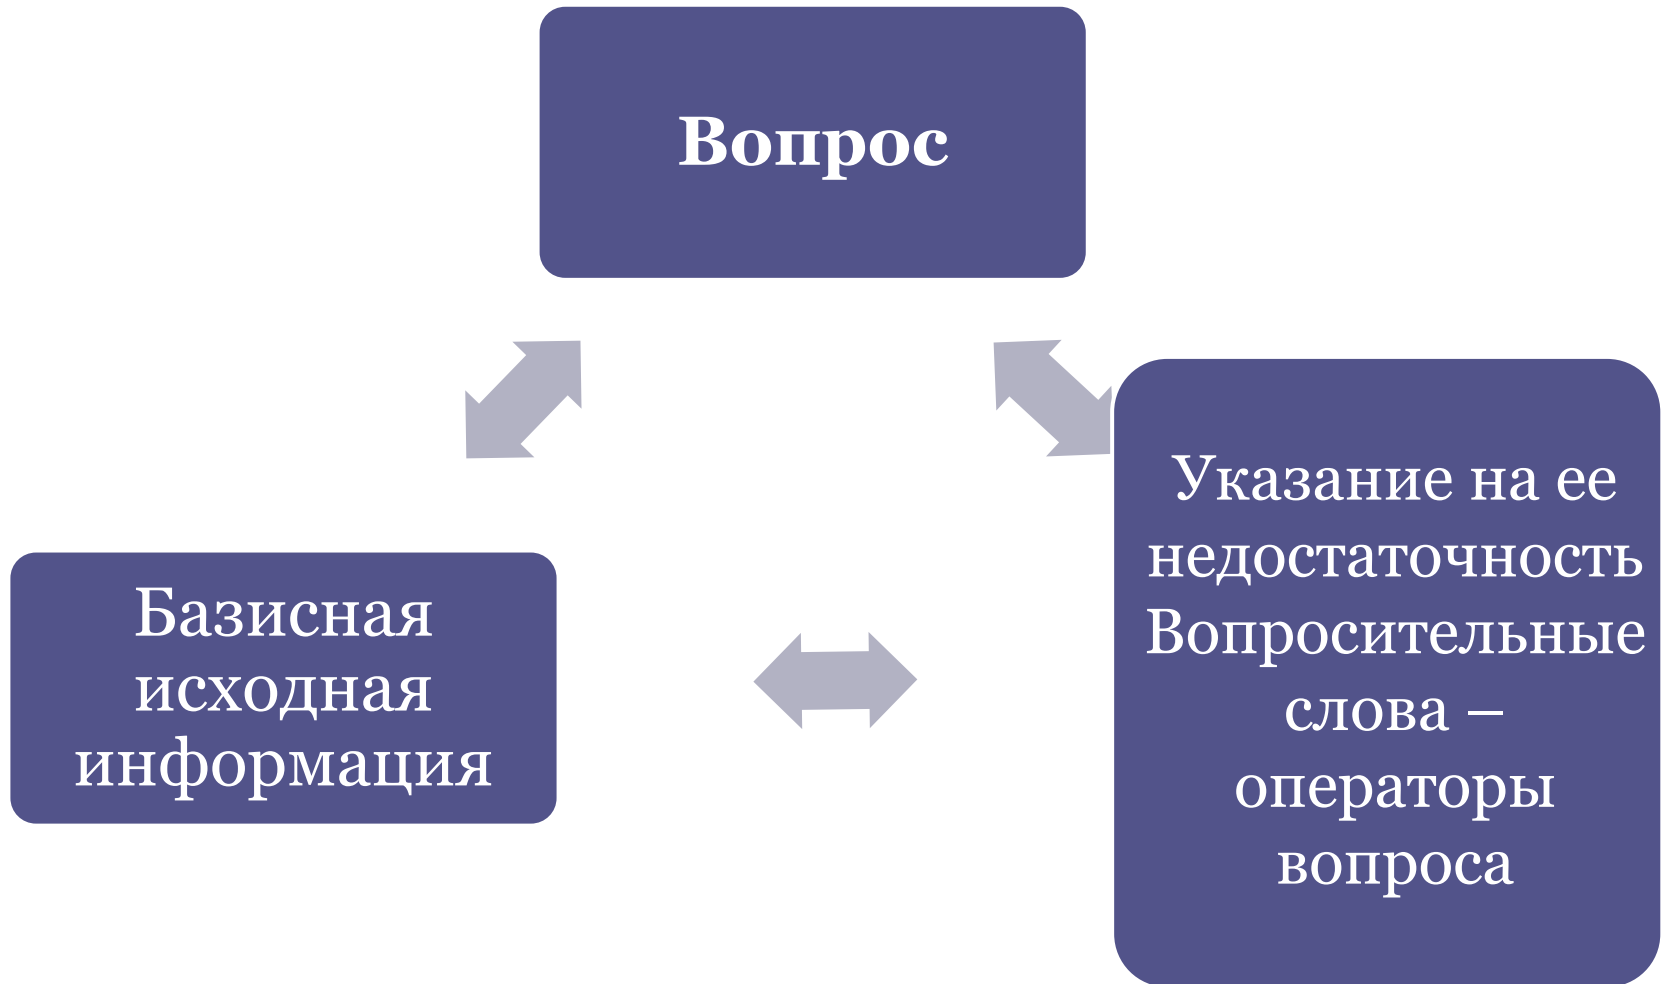 Вопрос
Базисная
исходная
информация
Указание на ее
недостаточность
Вопросительные
слова –
операторы
вопроса